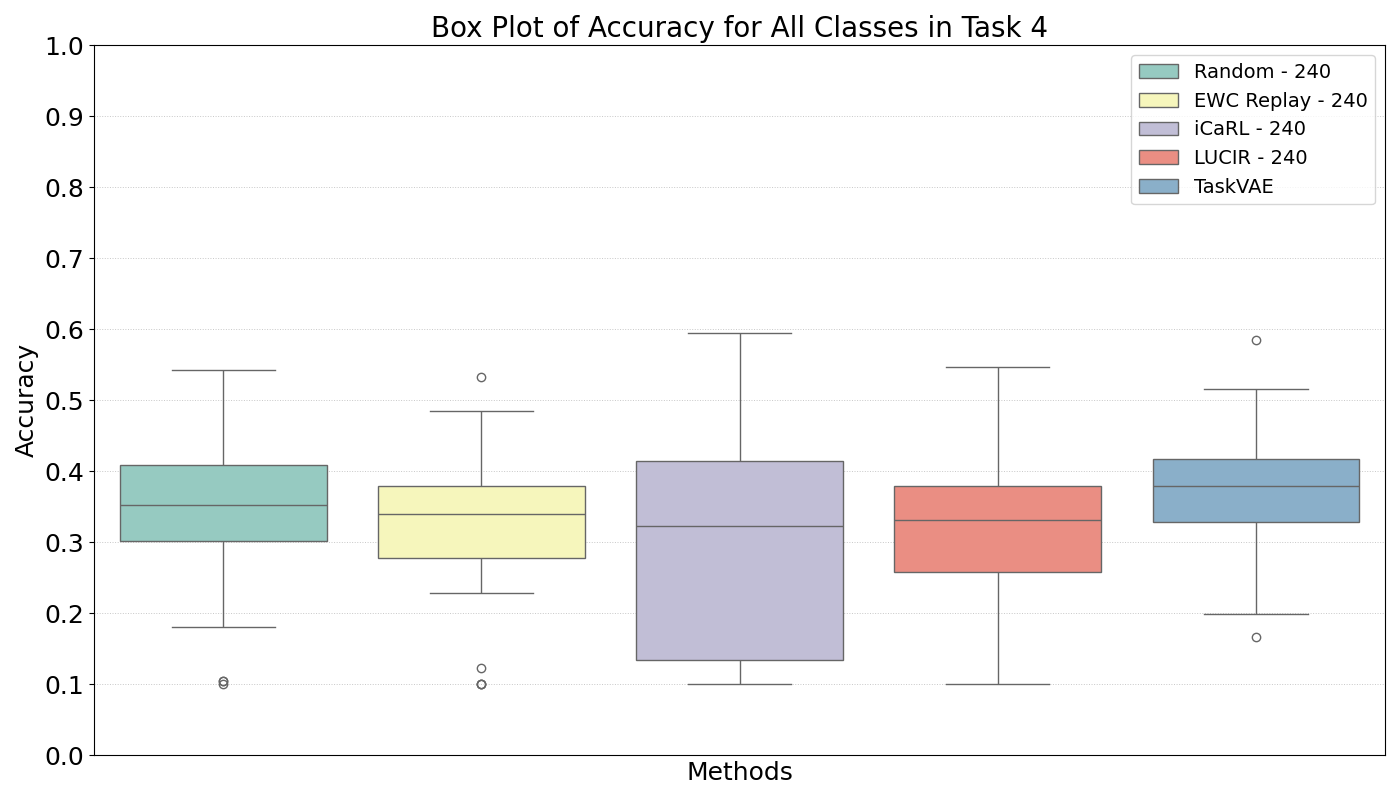 Box Plot of Accuracy for All Classes in Task 4
1.0
0.9
0.8
0.7
0.6
0.5
0.4
0.3
0.2
0.1
0.0
Accuracy
Methods
Random - 240
EWC Replay - 240
iCaRL - 240
LUCIR - 240
TaskVAE